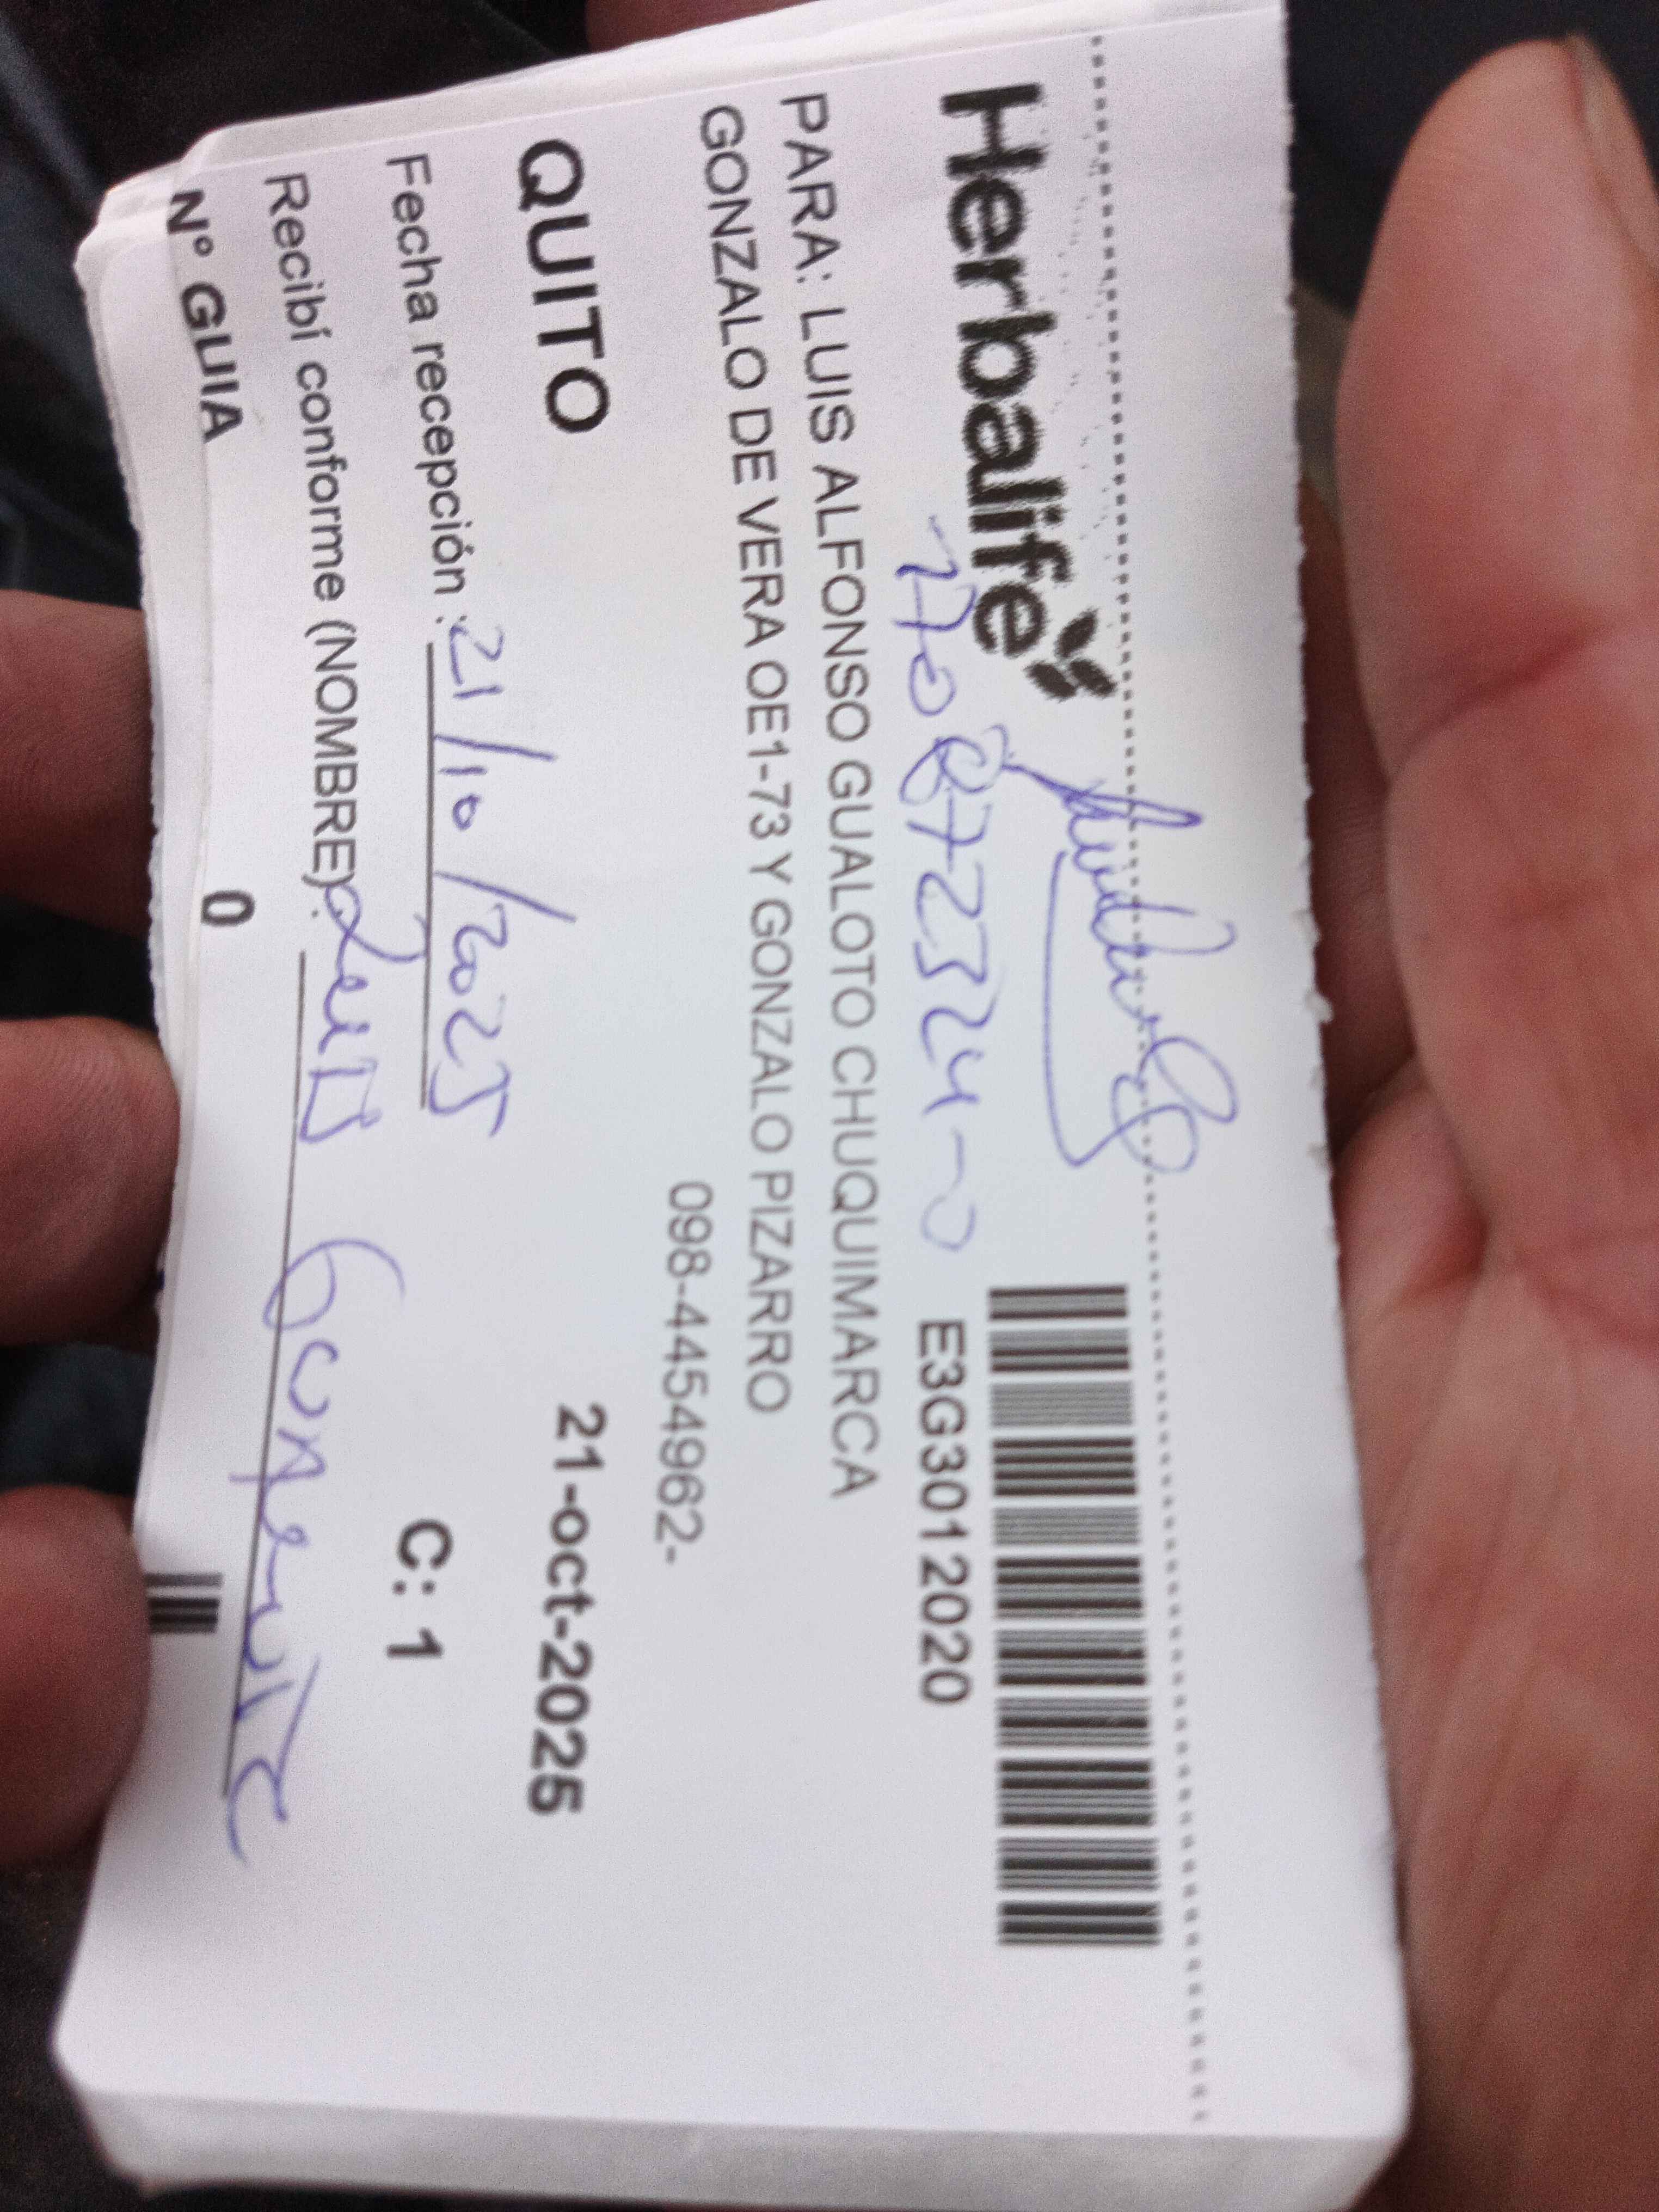 Herbalife
E3G3012020
PARA: LUIS ALFONSO GUALOTO CHUQUIMARCA
GONZALO DE VERA OE1-73 Y GONZALO PIZARRO
098-4454962-
QUITO
21-oct-2025
Fecha recepción : 21/10/2025
C: 1
Recibí conforme (NOMBRE): Luis
N° GUIA
0